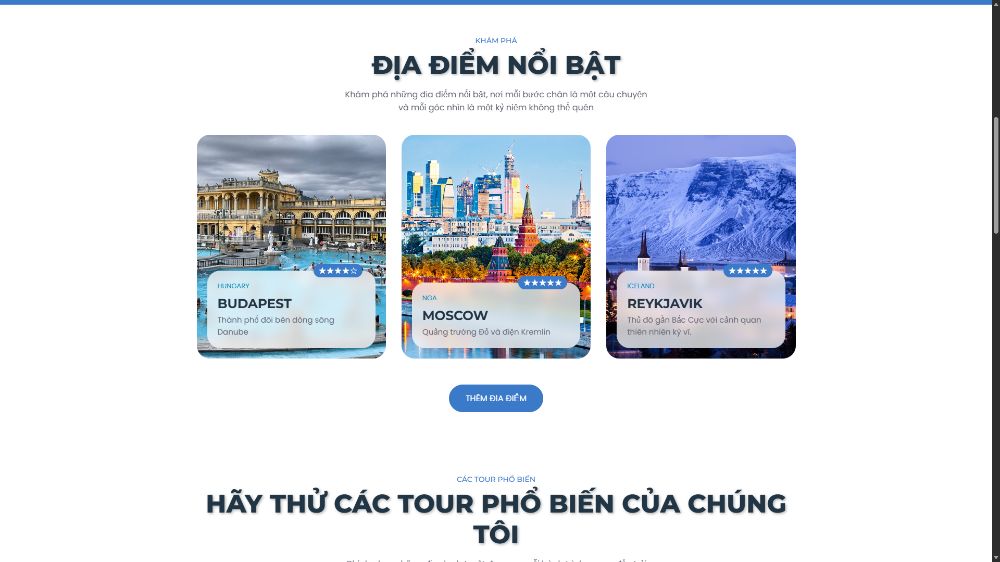 KHÁM PHÁ
ĐỊA ĐIỂM NỔI BẬT
Khám phá những địa điểm nổi bật, nơi mỗi bước chân là một câu chuyện
và mỗi góc nhìn là một kỷ niệm không thể quên
HUNGARY
BUDAPEST
Thành phố đôi bên dòng sông
Danube
NGA
MOSCOW
Quảng trường Đỏ và điện Kremlin
ICELAND
REYKJAVIK
Thủ đô gần Bắc Cực với cảnh quan
thiên nhiên kỳ vĩ.
THÊM ĐỊA ĐIỂM
CÁC TOUR PHỔ BIẾN
HÃY THỬ CÁC TOUR PHỔ BIẾN CỦA CHÚNG
TÔI